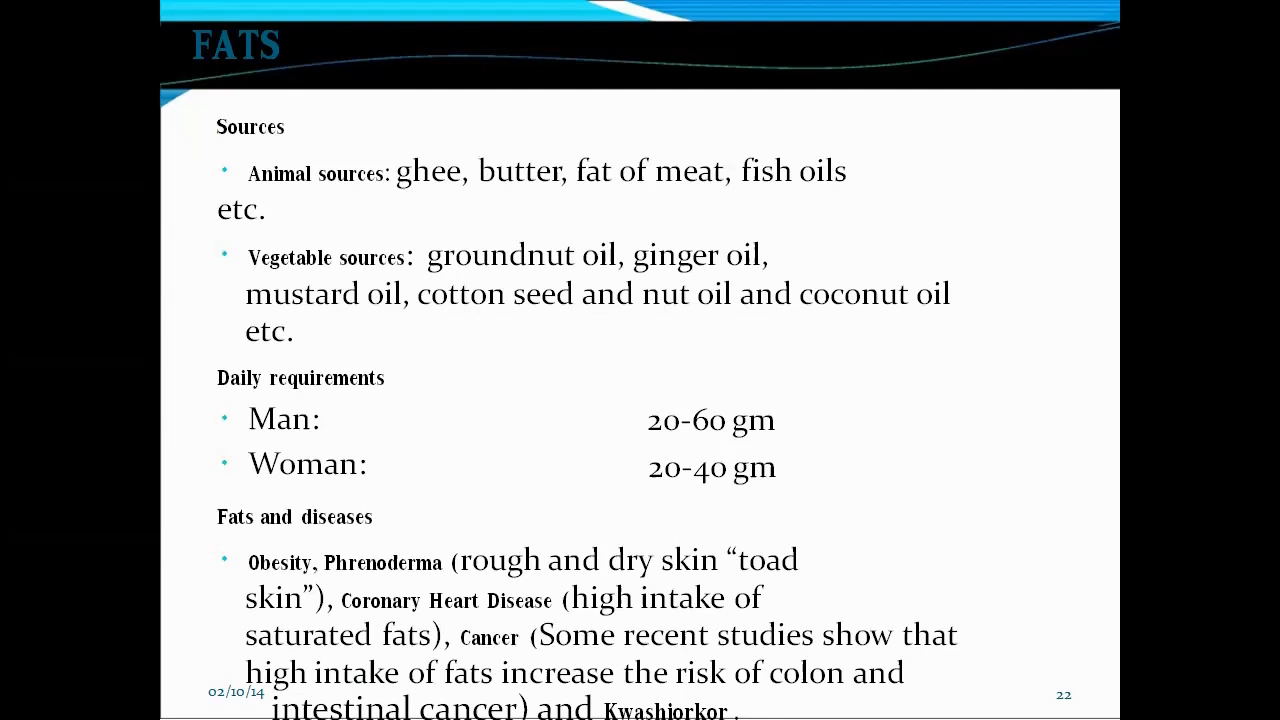 FATS
Sources
• Animal sources: ghee, butter, fat of meat, fish oils
etc.
• Vegetable sources: groundnut oil, ginger oil,
mustard oil, cotton seed and nut oil and coconut oil
etc.
Daily requirements
• Man: 20-60 gm
• Woman: 20-40 gm
Fats and diseases
• Obesity, Phrenoderma (rough and dry skin “toad
skin”), Coronary Heart Disease (high intake of
saturated fats), Cancer (Some recent studies show that
high intake of fats increase the risk of colon and
intestinal cancer) and Kwashiorkor .
02/10/14
22